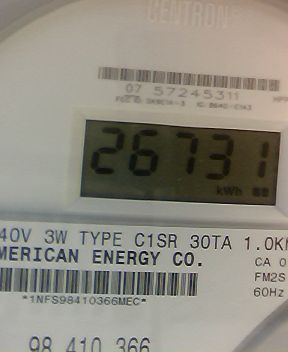 CENTRON
07 57245311
26731
kWh
40V 3W TYPE C1SR 30TA 1.0K
MERICAN ENERGY CO.
CA 0
FM2S
60Hz
*1NFS98410366MEC*
98 410 366